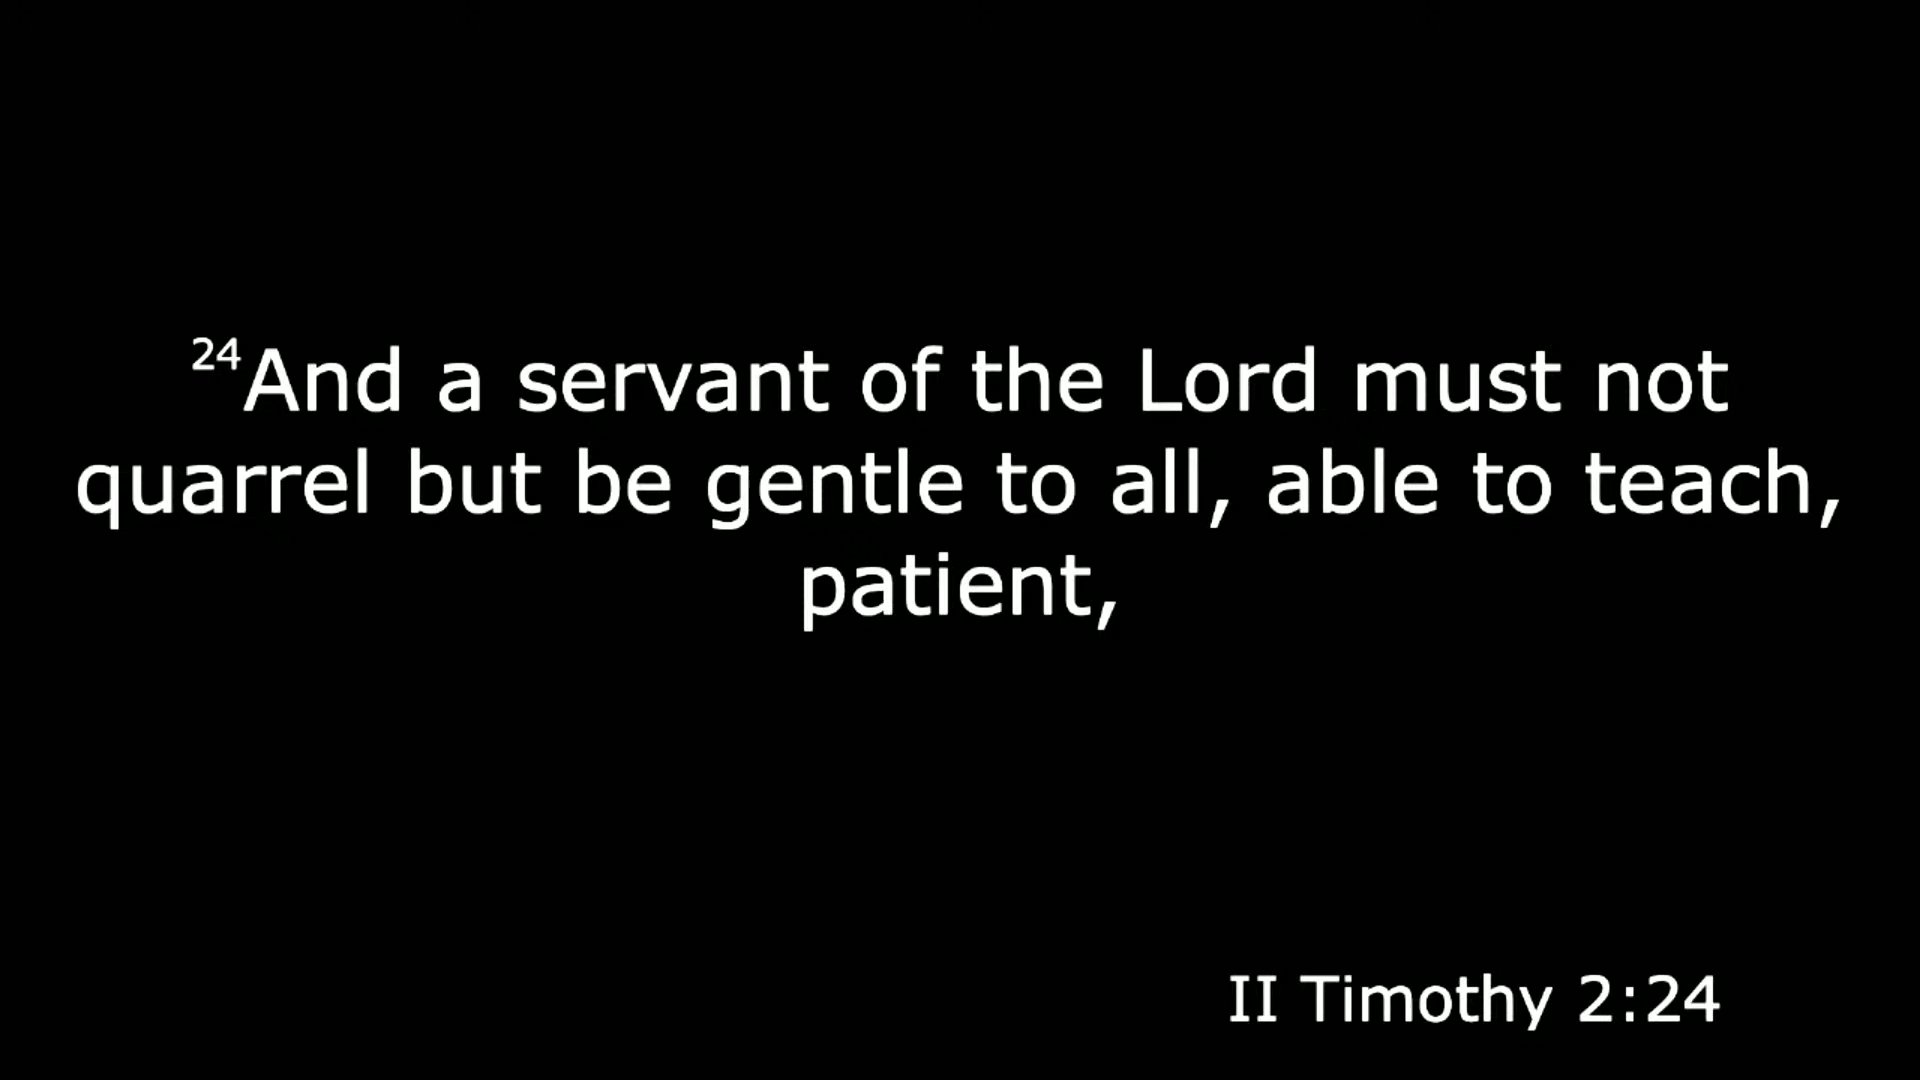 24And a servant of the Lord must not
quarrel but be gentle to all, able to teach,
patient,
II Timothy 2:24